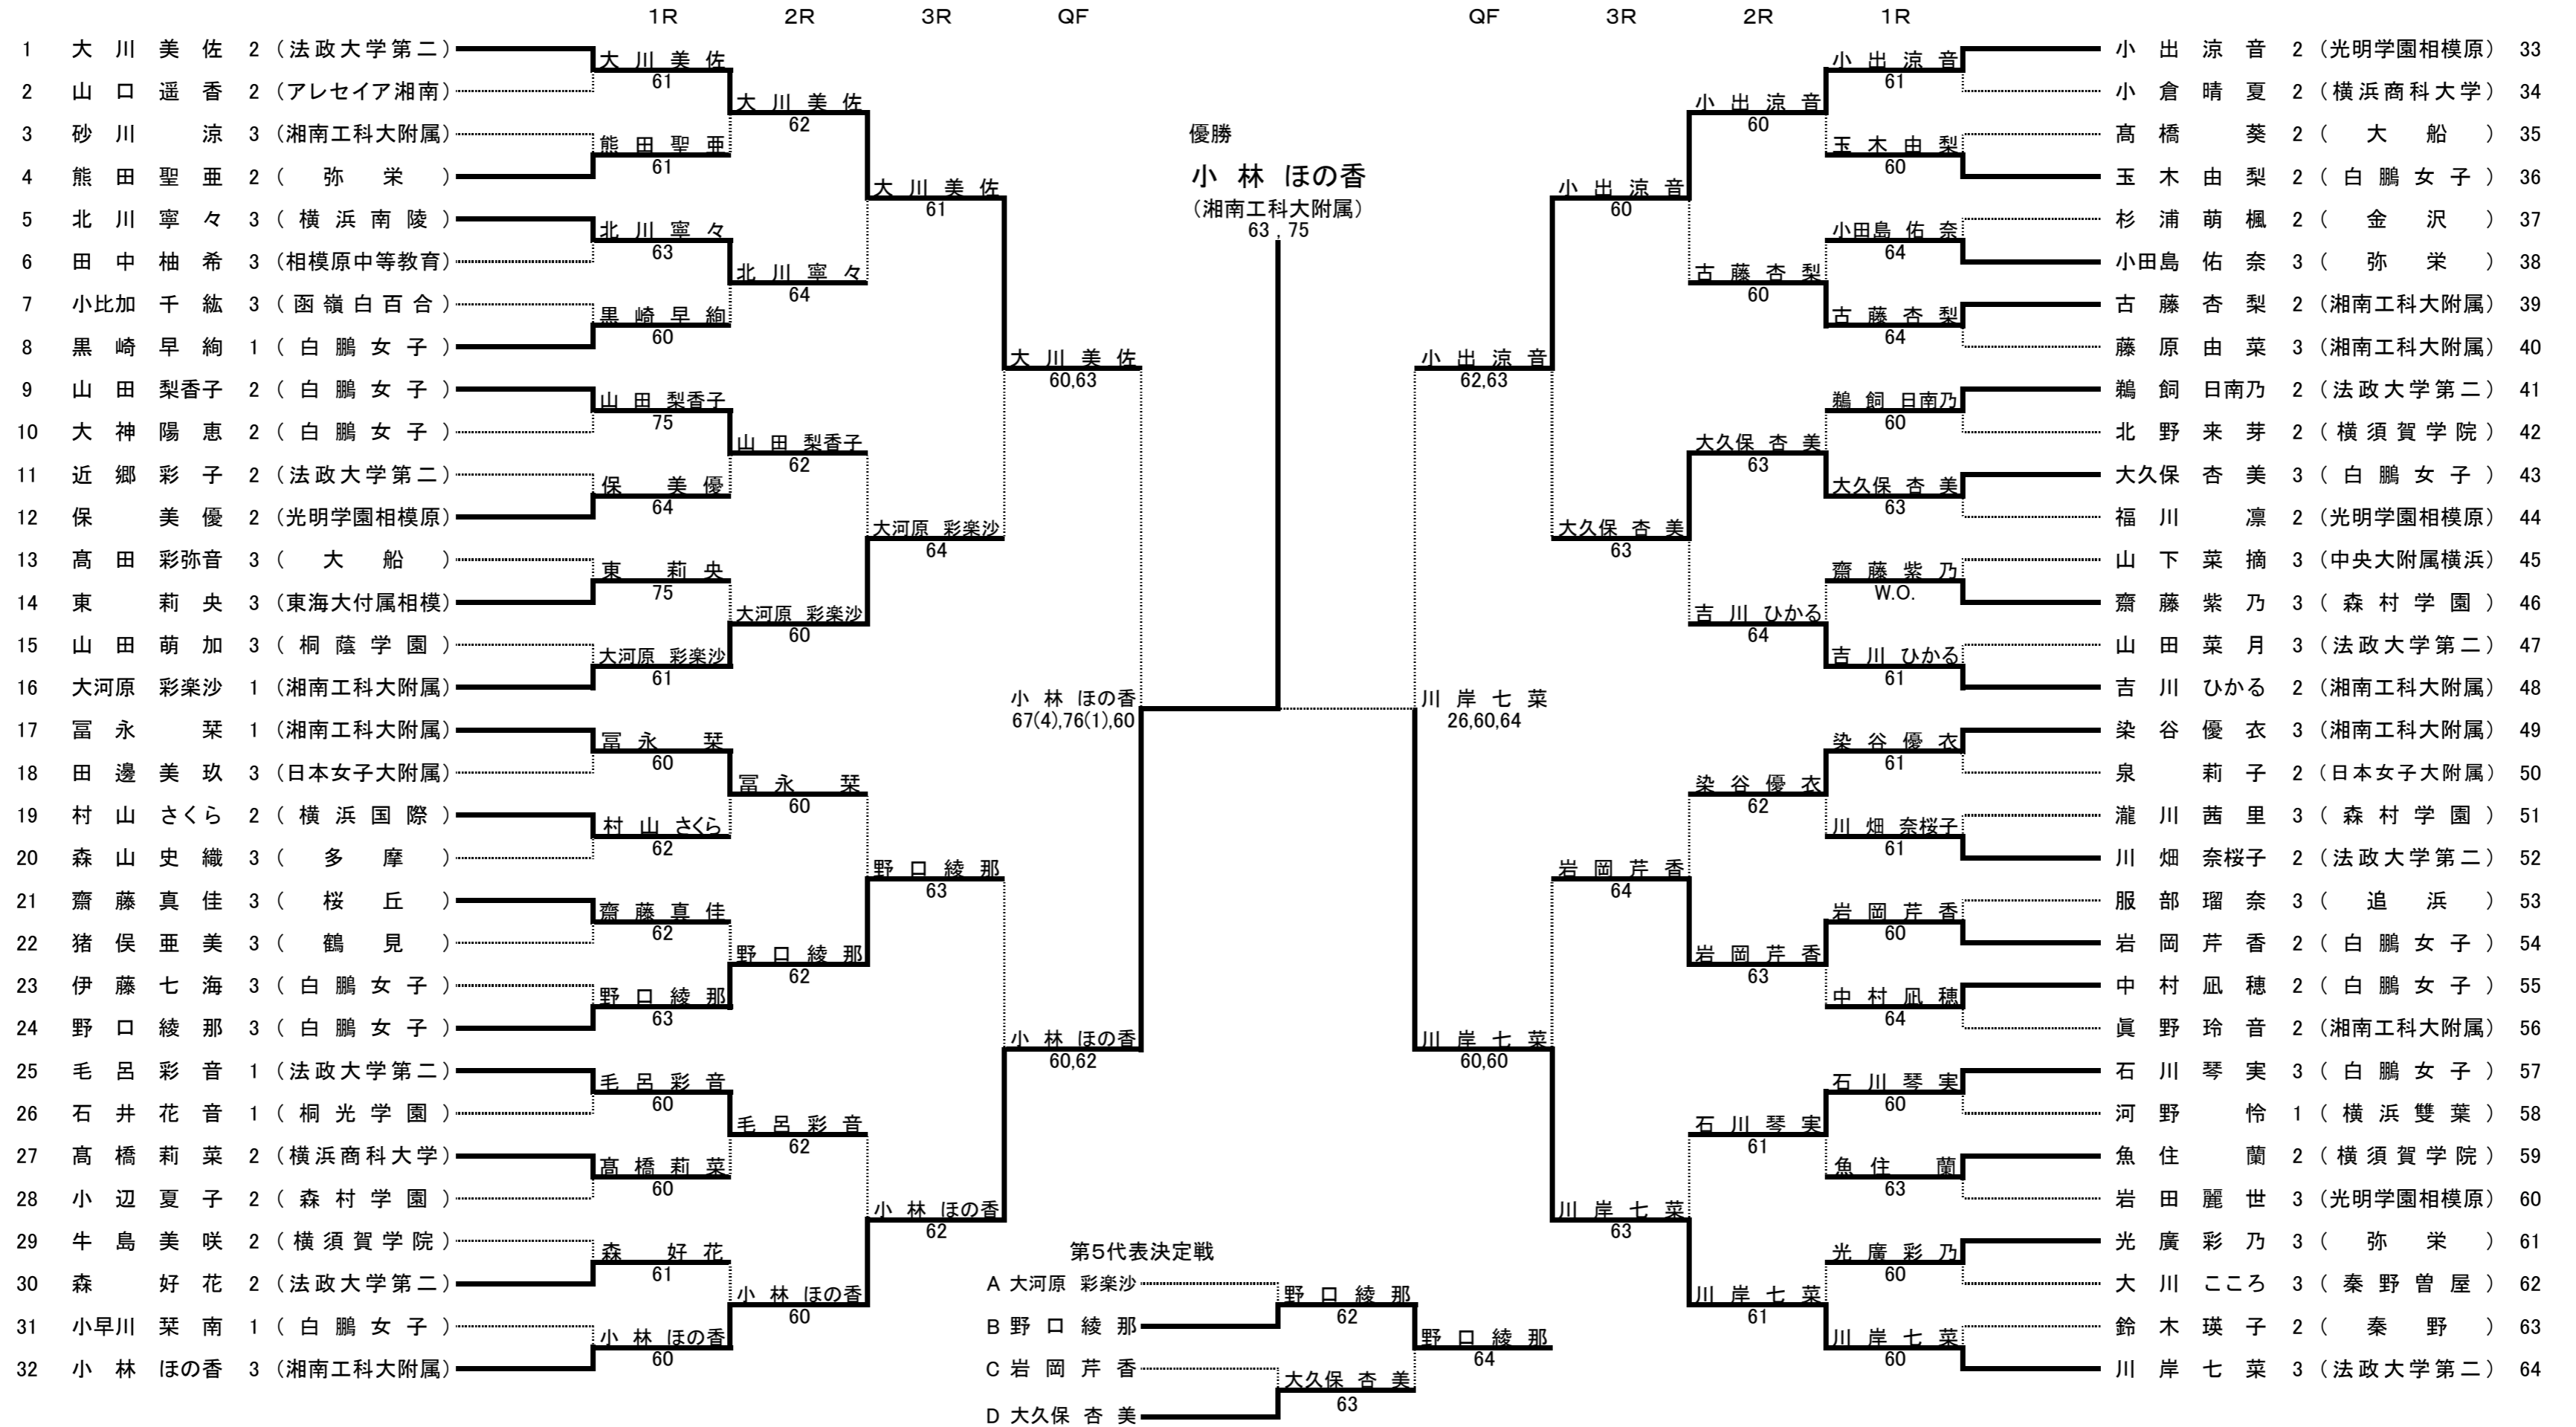 1R 2R 3R QF QF 3R 2R 1R
1 大川美佐 2 (法政大学第二)
2 山口遥香 2 (アレセイア湘南)
3 砂川涼 3 (湘南工科大附属)
4 熊田聖亜 2 (弥栄)
5 北川寧々 3 (横浜南陵)
6 田中柚希 3 (相模原中等教育)
7 小比加千紘 3 (函嶺白百合)
8 黒崎早絢 1 (白鵬女子)
9 山田梨香子 2 (白鵬女子)
10 大神陽恵 2 (白鵬女子)
11 近郷彩子 2 (法政大学第二)
12 保美優 2 (光明学園相模原)
13 髙田彩弥音 3 (大船)
14 東莉央 3 (東海大付属相模)
15 山田萌加 3 (桐蔭学園)
16 大河原彩楽沙 1 (湘南工科大附属)
17 冨永栞 1 (湘南工科大附属)
18 田邊美玖 3 (日本女子大附属)
19 村山さくら 2 (横浜国際)
20 森山史織 3 (多摩)
21 齋藤真佳 3 (桜丘)
22 猪俣亜美 3 (鶴見)
23 伊藤七海 3 (白鵬女子)
24 野口綾那 3 (白鵬女子)
25 毛呂彩音 1 (法政大学第二)
26 石井花音 1 (桐光学園)
27 髙橋莉菜 2 (横浜商科大学)
28 小辺夏子 2 (森村学園)
29 牛島美咲 2 (横須賀学院)
30 森好花 2 (法政大学第二)
31 小早川栞南 1 (白鵬女子)
32 小林ほの香 3 (湘南工科大附属)
大川美佐
61
熊田聖亜
61
北川寧々
63
黒崎早絢
60
山田梨香子
75
保美優
64
東莉央
75
大河原彩楽沙
61
冨永栞
60
村山さくら
62
齋藤真佳
62
野口綾那
63
毛呂彩音
60
髙橋莉菜
60
森好花
61
小林ほの香
60
大川美佐
62
北川寧々
64
山田梨香子
62
大河原彩楽沙
60
冨永栞
60
野口綾那
62
毛呂彩音
62
小林ほの香
60
大川美佐
61
大河原彩楽沙
64
野口綾那
63
小林ほの香
62
大川美佐
60,63
小林ほの香
60,62
小林ほの香
67(4),76(1),60
優勝
小林ほの香
(湘南工科大附属)
63 , 75
川岸七菜
26,60,64
小出涼音
62,63
川岸七菜
60,60
小出涼音
60
大久保杏美
63
岩岡芹香
64
川岸七菜
63
小出涼音
60
古藤杏梨
60
大久保杏美
63
吉川ひかる
64
染谷優衣
62
岩岡芹香
63
石川琴実
61
川岸七菜
61
小出涼音
61
玉木由梨
60
小田島佑奈
64
古藤杏梨
64
鵜飼日南乃
60
大久保杏美
63
齋藤紫乃
W.O.
吉川ひかる
61
染谷優衣
61
川畑奈桜子
61
岩岡芹香
60
中村凪穂
64
石川琴実
60
魚住蘭
63
光廣彩乃
60
川岸七菜
60
小出涼音 2 (光明学園相模原) 33
小倉晴夏 2 (横浜商科大学) 34
髙橋葵 2 (大船) 35
玉木由梨 2 (白鵬女子) 36
杉浦萌楓 2 (金沢) 37
小田島佑奈 3 (弥栄) 38
古藤杏梨 2 (湘南工科大附属) 39
藤原由菜 3 (湘南工科大附属) 40
鵜飼日南乃 2 (法政大学第二) 41
北野来芽 2 (横須賀学院) 42
大久保杏美 3 (白鵬女子) 43
福川凛 2 (光明学園相模原) 44
山下菜摘 3 (中央大附属横浜) 45
齋藤紫乃 3 (森村学園) 46
山田菜月 3 (法政大学第二) 47
吉川ひかる 2 (湘南工科大附属) 48
染谷優衣 3 (湘南工科大附属) 49
泉莉子 2 (日本女子大附属) 50
瀧川茜里 3 (森村学園) 51
川畑奈桜子 2 (法政大学第二) 52
服部瑠奈 3 (追浜) 53
岩岡芹香 2 (白鵬女子) 54
中村凪穂 2 (白鵬女子) 55
眞野玲音 2 (湘南工科大附属) 56
石川琴実 3 (白鵬女子) 57
河野怜 1 (横浜雙葉) 58
魚住蘭 2 (横須賀学院) 59
岩田麗世 3 (光明学園相模原) 60
光廣彩乃 3 (弥栄) 61
大川こころ 3 (秦野曽屋) 62
鈴木瑛子 2 (秦野) 63
川岸七菜 3 (法政大学第二) 64
第5代表決定戦
A 大河原彩楽沙
B 野口綾那
C 岩岡芹香
D 大久保杏美
野口綾那
62
大久保杏美
63
野口綾那
64